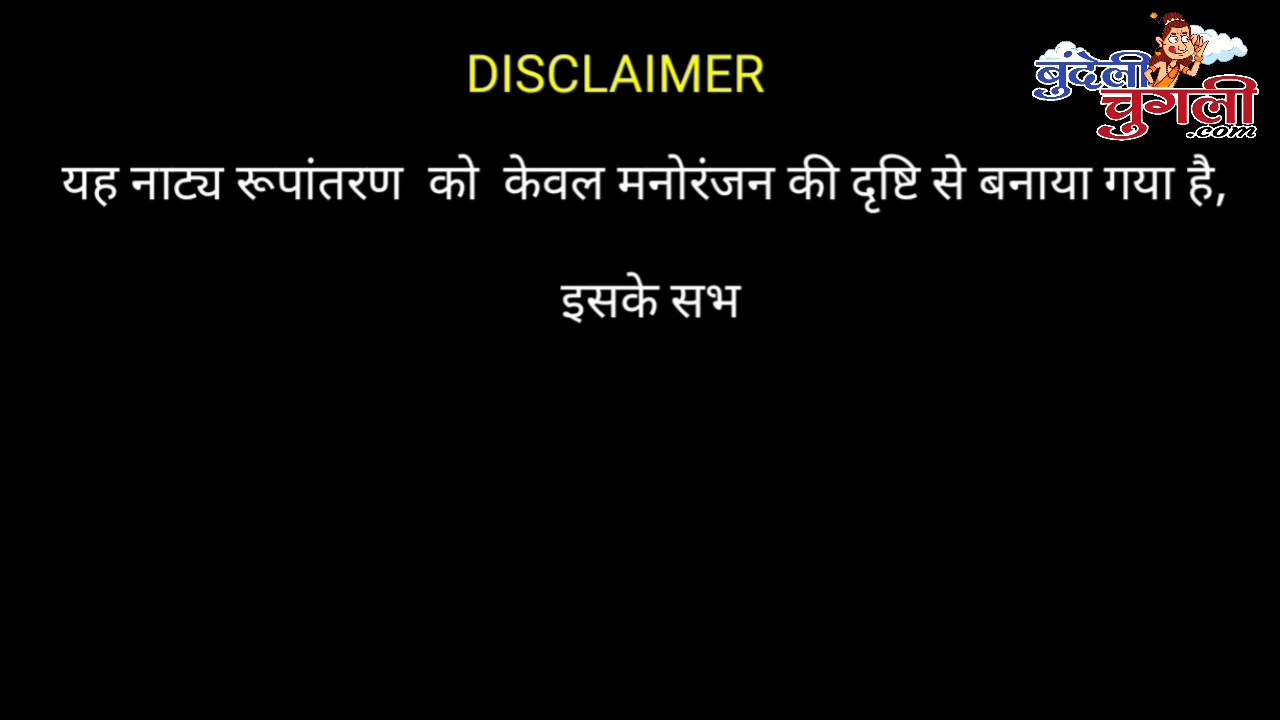 DISCLAIMER
बुंदेली
चुगली
.com
यह नाट्य रूपांतरण को केवल मनोरंजन की दृष्टि से बनाया गया है,
इसके सभ